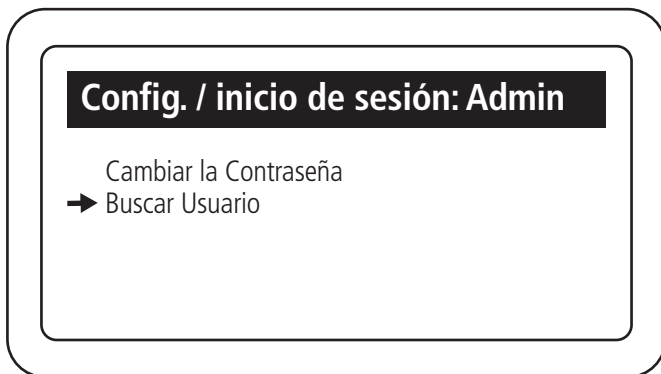 Config. / inicio de sesión: Admin
Cambiar la Contraseña
Buscar Usuario